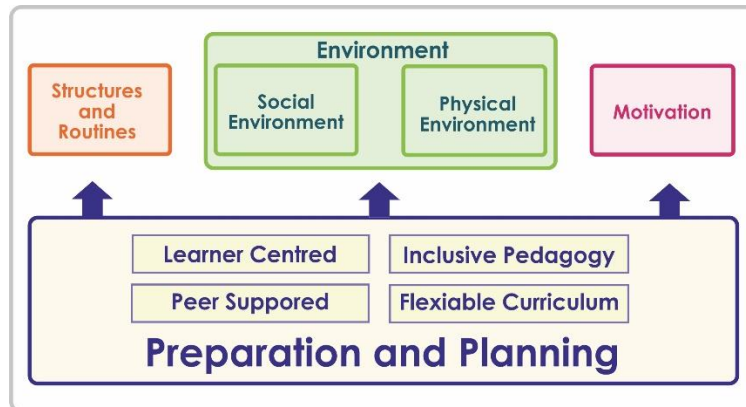 Environment
Structures
and
Routines
Social
Environment
Physical
Environment
Motivation
Learner Centred
Inclusive Pedagogy
Peer Suppored
Flexiable Curriculum
Preparation and Planning